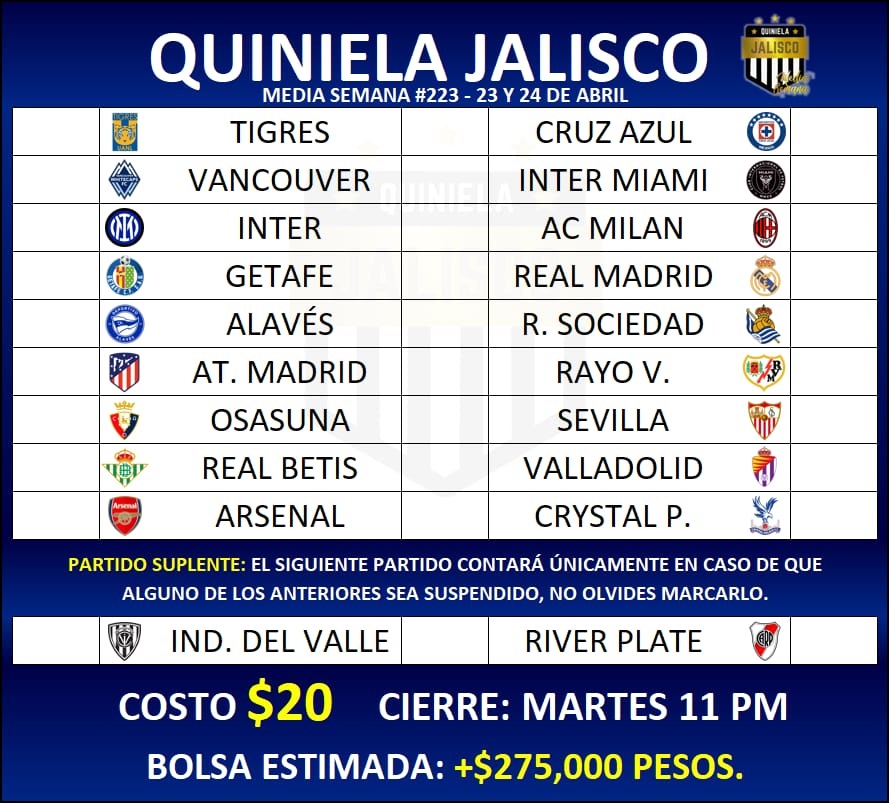 QUINIELA JALISCO
QUINIELA
JALISCO
Media
Semana
MEDIA SEMANA #223 - 23 Y 24 DE ABRIL
TIGRES CRUZ AZUL
VANCOUVER INTER MIAMI
INTER AC MILAN
GETAFE REAL MADRID
ALAVÉS R. SOCIEDAD
AT. MADRID RAYO V.
OSASUNA SEVILLA
REAL BETIS VALLADOLID
Arsenal
ARSENAL CRYSTAL P.
QUINIELA
JALISCO
PARTIDO SUPLENTE: EL SIGUIENTE PARTIDO CONTARÁ ÚNICAMENTE EN CASO DE QUE
ALGUNO DE LOS ANTERIORES SEA SUSPENDIDO, NO OLVIDES MARCARLO.
IND. DEL VALLE RIVER PLATE
COSTO $20 CIERRE: MARTES 11 PM
BOLSA ESTIMADA: +$275,000 PESOS.